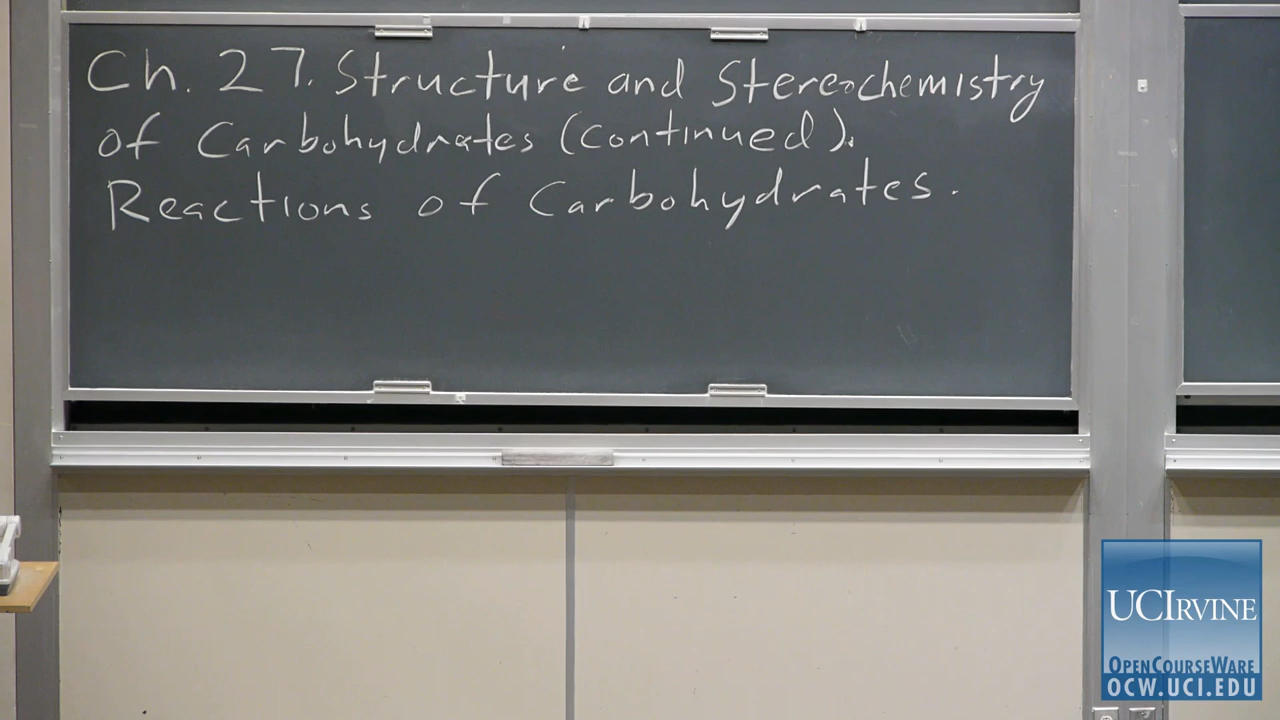 Ch. 27. Structure and Stereochemistry
of Carbohydrates (continued).
Reactions of Carbohydrates.
UCIRVINE
OPENCOURSEWARE
OCW.UCI.EDU